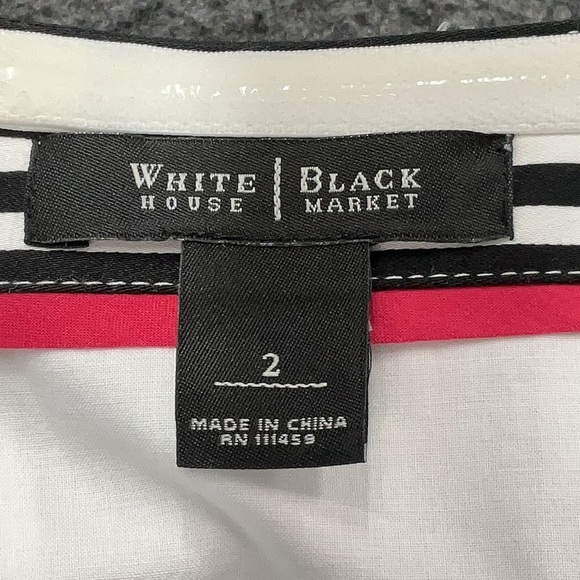 WHITE | BLACK
HOUSE | MARKET
2
MADE IN CHINA
RN 111459